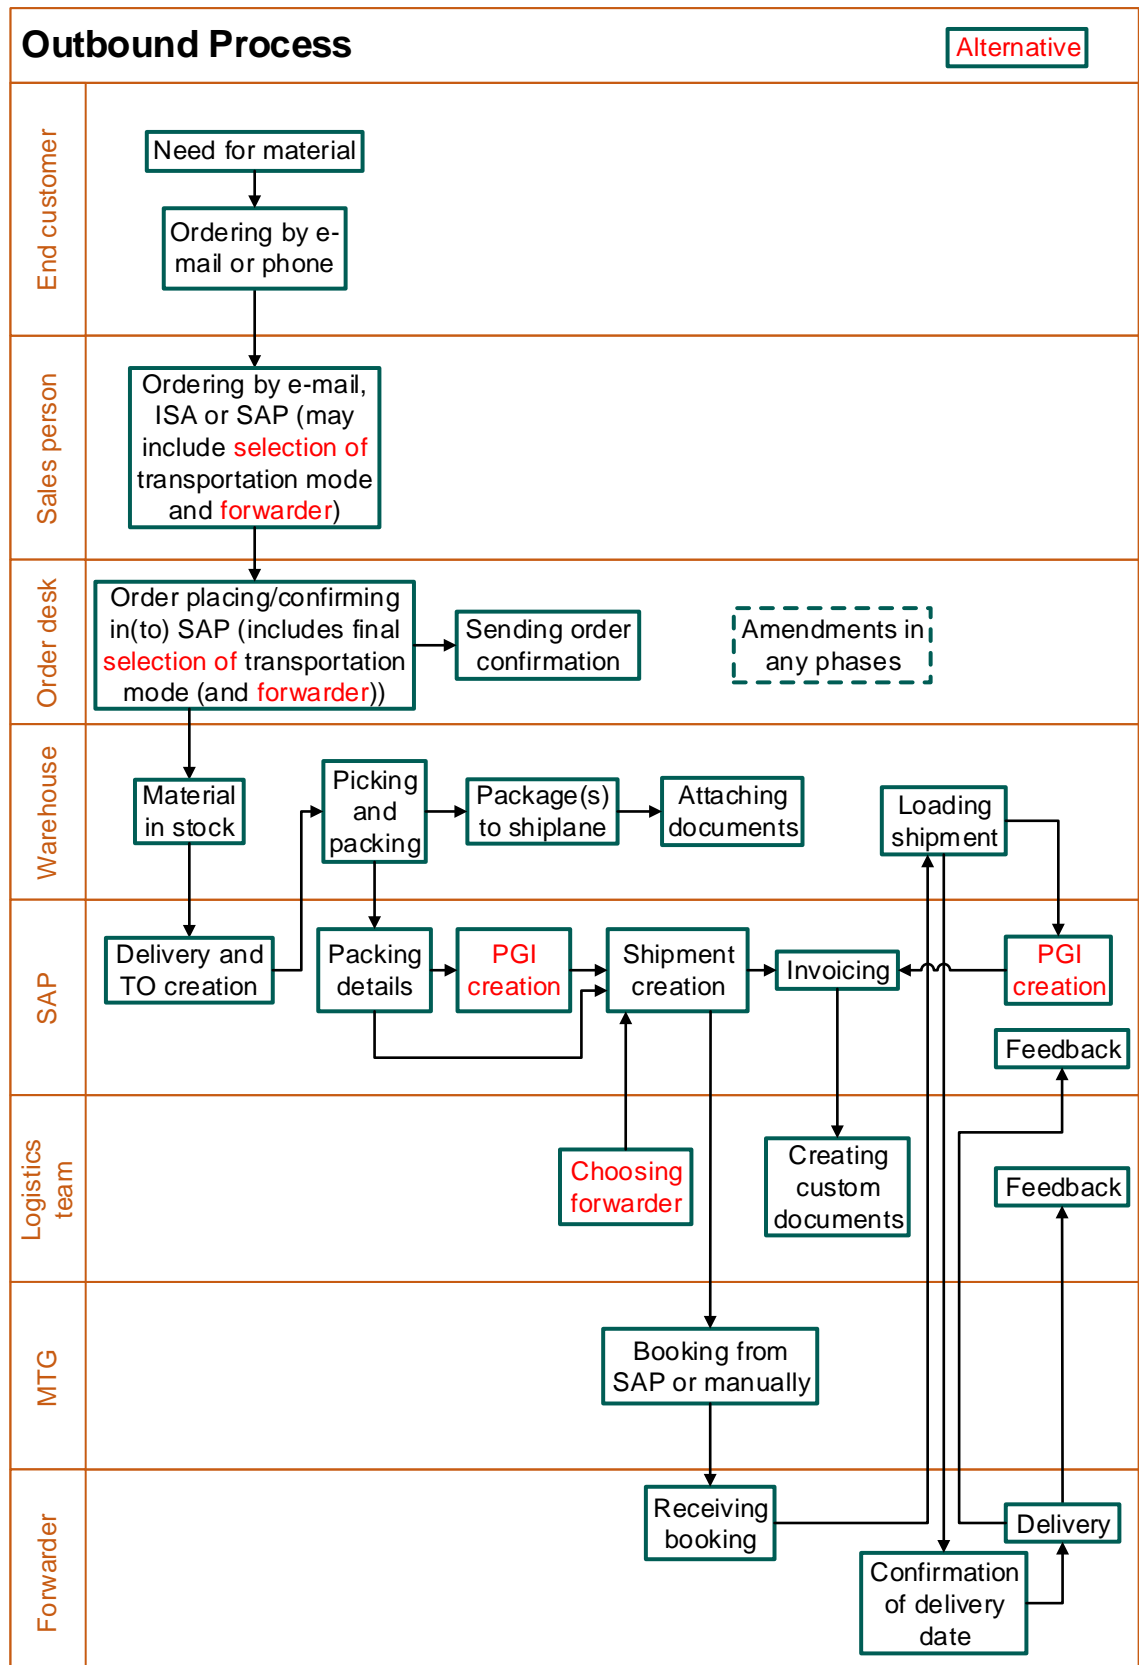 Outbound Process
Alternative
End customer
Need for material
Ordering by e-
mail or phone
Sales person
Ordering by e-mail,
ISA or SAP (may
include selection of
transportation mode
and forwarder)
Order desk
Order placing/confirming
in(to) SAP (includes final
selection of transportation
mode (and forwarder))
Sending order
confirmation
Amendments in
any phases
Warehouse
Material
in stock
Picking
and
packing
Package(s)
to shiplane
Attaching
documents
Loading
shipment
SAP
Delivery and
TO creation
Packing
details
PGI
creation
Shipment
creation
Invoicing
PGI
creation
Feedback
Logistics
team
Choosing
forwarder
Creating
custom
documents
Feedback
MTG
Booking from
SAP or manually
Forwarder
Receiving
booking
Delivery
Confirmation
of delivery
date